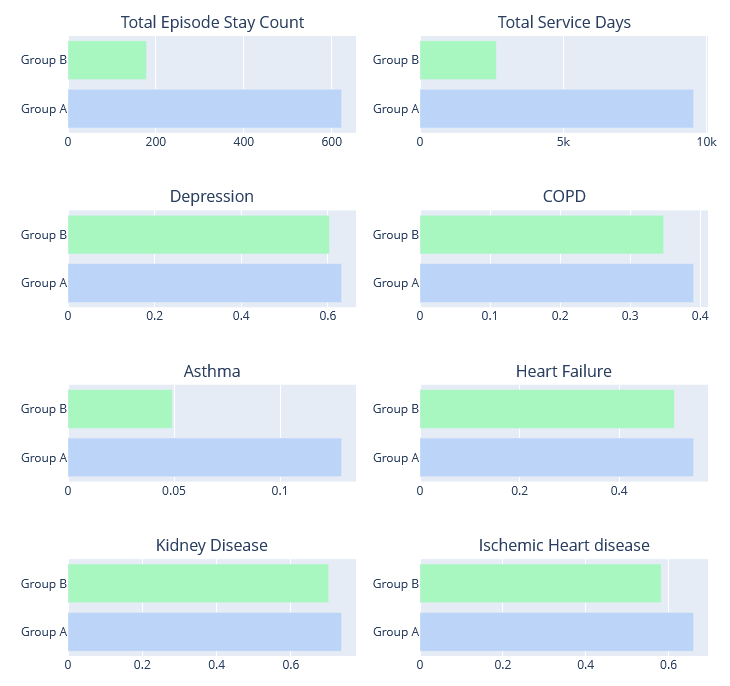 Total Episode Stay Count
Group B
Group A
0 200 400 600
Total Service Days
Group B
Group A
0 5k 10k
Depression
Group B
Group A
0 0.2 0.4 0.6
COPD
Group B
Group A
0 0.1 0.2 0.3 0.4
Asthma
Group B
Group A
0 0.05 0.1
Heart Failure
Group B
Group A
0 0.2 0.4
Kidney Disease
Group B
Group A
0 0.2 0.4 0.6
Ischemic Heart disease
Group B
Group A
0 0.2 0.4 0.6